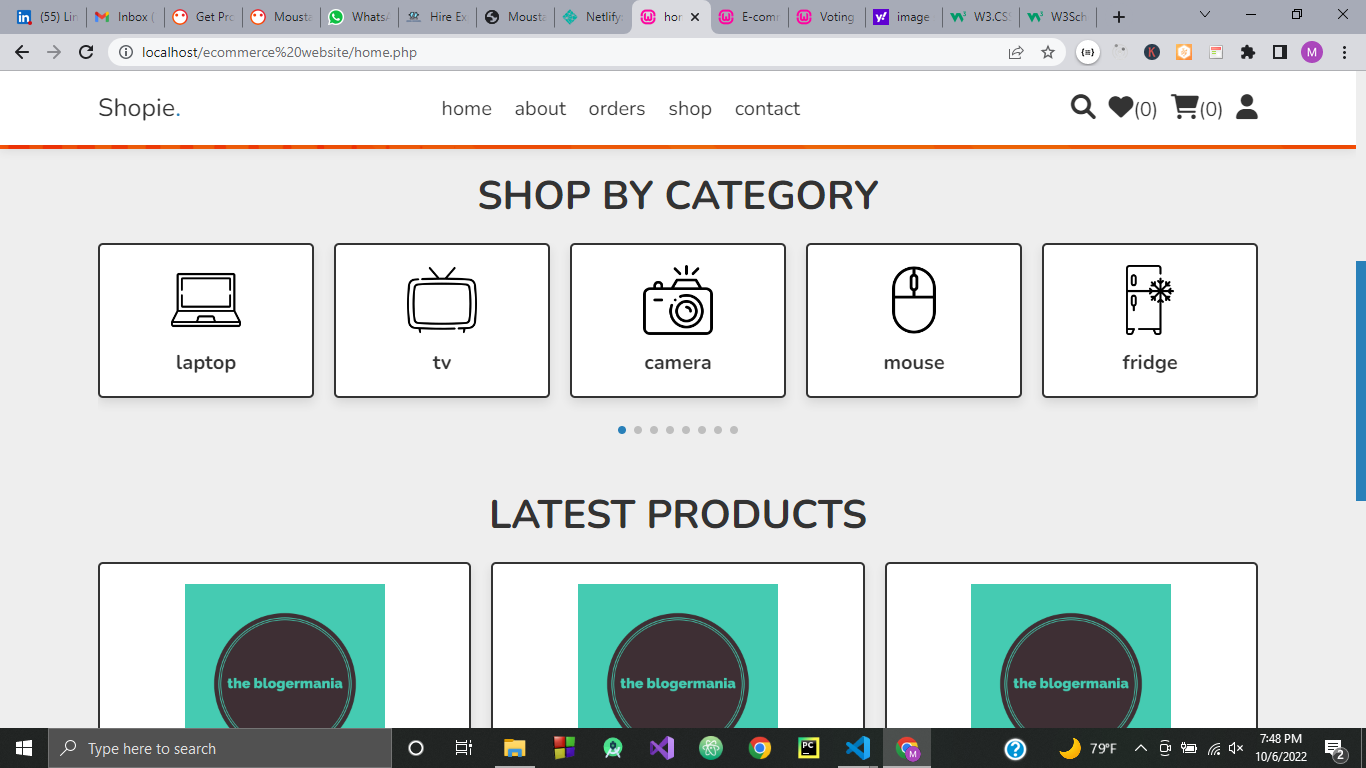 (55) Lin
Inbox (
Get Pro
Mousta
WhatsA
Hire Ex
Mousta
Netlify:
hor
E-comm
Voting
image
W3.CSS
W3Sch
localhost/ecommerce%20website/home.php
M
Shopie.
home about orders shop contact
(0) (0)
SHOP BY CATEGORY
laptop tv camera mouse fridge
LATEST PRODUCTS
the blogermania the blogermania the blogermania
Type here to search
PC
M
79°F
7:48 PM
10/6/2022
2